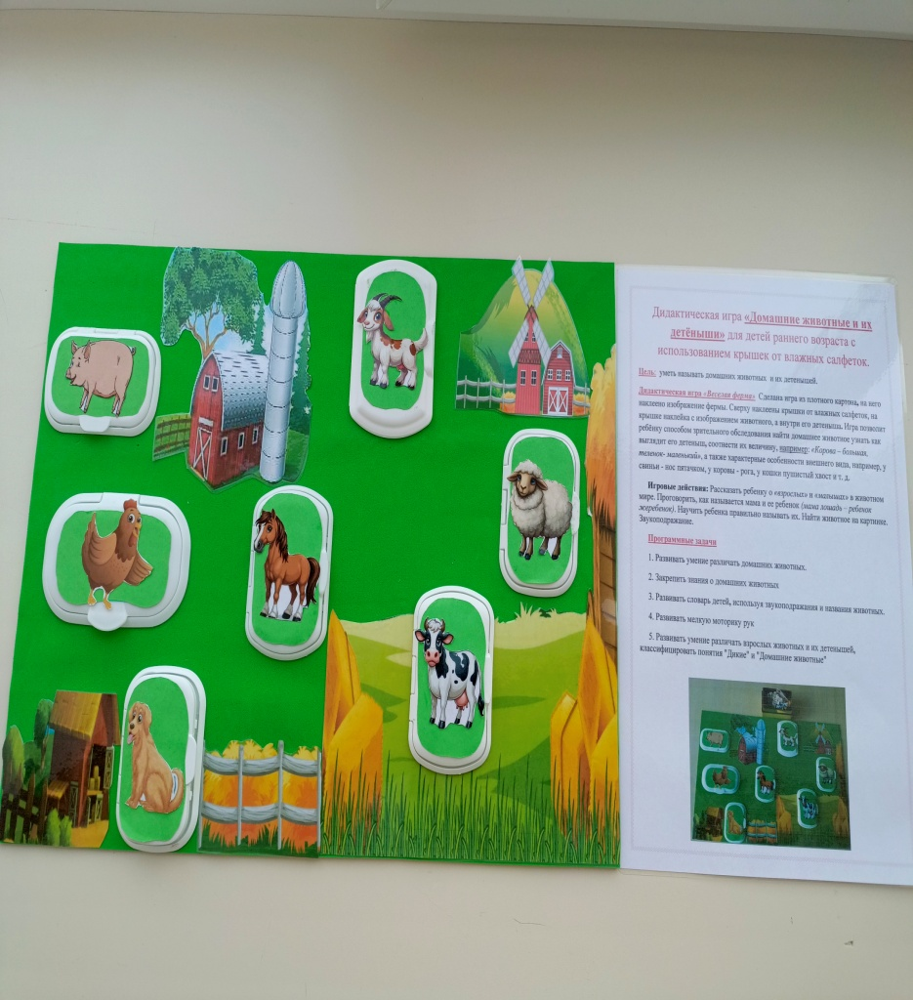 Дидактическая игра «Домашние животные и их
детёныши» для детей раннего возраста с
использованием крышек от влажных салфеток.
Цель: уметь называть домашних животных и их детенышей.
Дидактическая игра «Веселая ферма» Сделана игра из плотного картона, на него
наклеено изображение фермы. Сверху наклеены крышки от влажных салфеток, на
крышке наклейка с изображением животного, а внутри его детеныш. Игра позволит
ребёнку способом зрительного обследования найти домашнее животное узнать как
выглядит его детеныш, соотнести их величину, например: «Корова – большая,
теленок- маленький», а также характерные особенности внешнего вида, например, у
свиньи - нос пятачком, у коровы - рога, у кошки пушистый хвост и т. д.
Игровые действия: Рассказать ребенку о «взрослых» и «малышах» в животном
мире. Проговорить, как называется мама и ее ребенок (мама лошадь – ребенок
жеребенок). Научить ребенка правильно называть их. Найти животное на картинке.
Звукоподражание.
Программные задачи
1. Развивать умение различать домашних животных.
2. Закрепить знания о домашних животных
3. Развивать словарь детей, используя звукоподражания и названия животных.
4. Развивать мелкую моторику рук
5. Развивать умение различать взрослых животных и их детенышей,
классифицировать понятия "Дикие" и "Домашние животные"